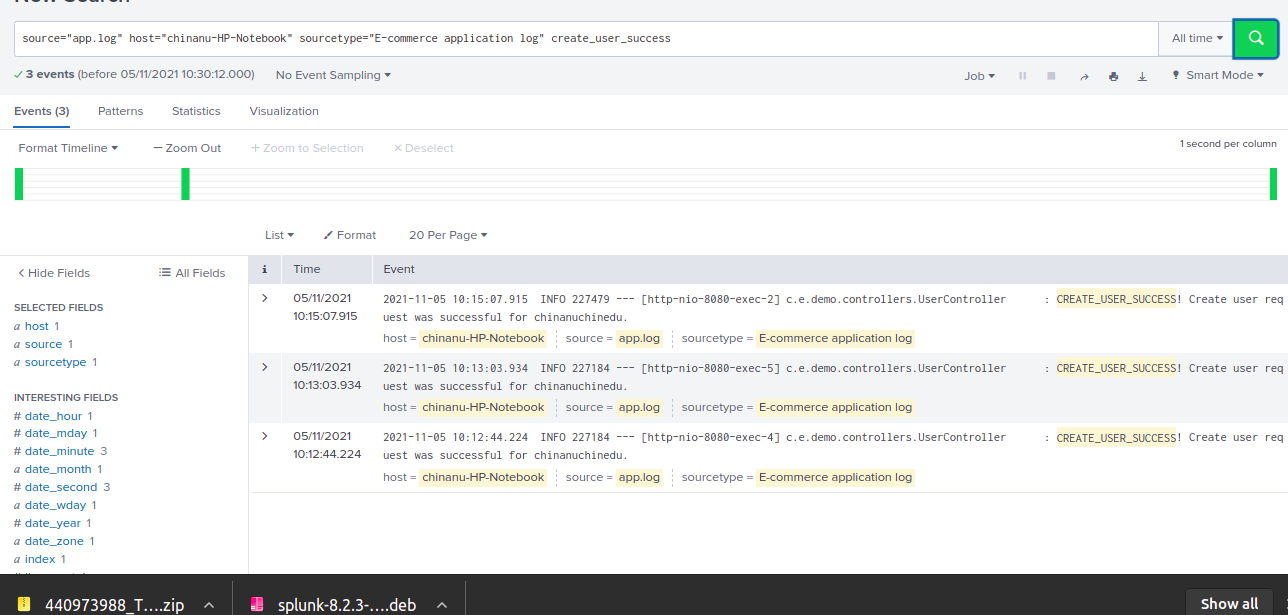 source="app.log" host="chinanu-HP-Notebook" sourcetype="E-commerce application log" create_user_success
All time
3 events (before 05/11/2021 10:30:12.000)
No Event Sampling
Job
Smart Mode
Events (3)
Patterns
Statistics
Visualization
Format Timeline
— Zoom Out
+ Zoom to Selection
× Deselect
1 second per column
List
Format
20 Per Page
< Hide Fields
All Fields
i
Time
Event
SELECTED FIELDS
a host 1
a source 1
a sourcetype 1
INTERESTING FIELDS
# date_hour 1
# date_mday 1
# date_minute 3
a date_month 1
# date_second 3
a date_wday 1
# date_year 1
a date_zone 1
a index 1
05/11/2021
10:15:07.915
2021-11-05 10:15:07.915  INFO 227479 --- [http-nio-8080-exec-2] c.e.demo.controllers.UserController      : CREATE_USER_SUCCESS! Create user req
uest was successful for chinanuchinedu.
host = chinanu-HP-Notebook
source = app.log
sourcetype = E-commerce application log
05/11/2021
10:13:03.934
2021-11-05 10:13:03.934  INFO 227184 --- [http-nio-8080-exec-5] c.e.demo.controllers.UserController      : CREATE_USER_SUCCESS! Create user req
uest was successful for chinanuchinedu.
host = chinanu-HP-Notebook
source = app.log
sourcetype = E-commerce application log
05/11/2021
10:12:44.224
2021-11-05 10:12:44.224  INFO 227184 --- [http-nio-8080-exec-4] c.e.demo.controllers.UserController      : CREATE_USER_SUCCESS! Create user req
uest was successful for chinanuchinedu.
host = chinanu-HP-Notebook
source = app.log
sourcetype = E-commerce application log
440973988_T....zip
splunk-8.2.3-....deb
Show all